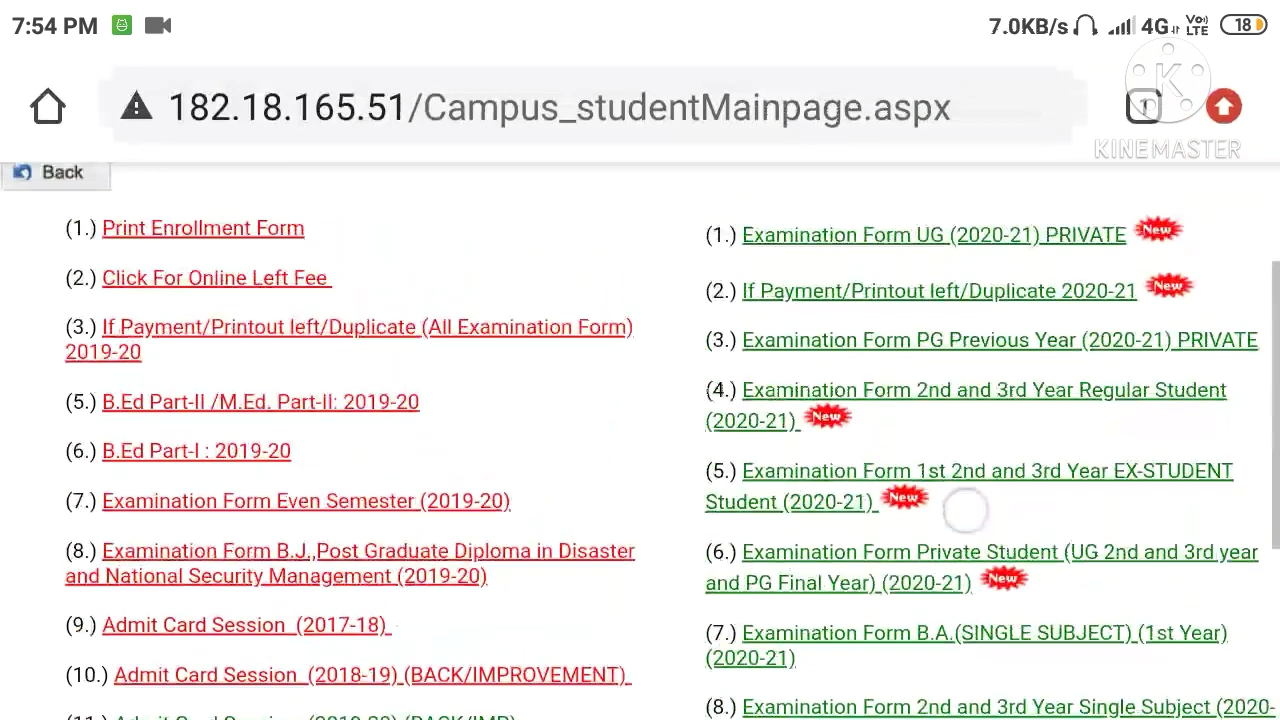 7:54 PM
7.0KB/s 4G Vo) LTE 18
182.18.165.51/Campus_studentMainpage.aspx
1
K
KINEMASTER
Back
(1.) Print Enrollment Form
(2.) Click For Online Left Fee
(3.) If Payment/Printout left/Duplicate (All Examination Form)
2019-20
(5.) B.Ed Part-II /M.Ed. Part-II: 2019-20
(6.) B.Ed Part-I : 2019-20
(7.) Examination Form Even Semester (2019-20)
(8.) Examination Form B.J.,Post Graduate Diploma in Disaster
and National Security Management (2019-20)
(9.) Admit Card Session (2017-18)
(10.) Admit Card Session (2018-19) (BACK/IMPROVEMENT)
(1.) Examination Form UG (2020-21) PRIVATE New
(2.) If Payment/Printout left/Duplicate 2020-21 New
(3.) Examination Form PG Previous Year (2020-21) PRIVATE
(4.) Examination Form 2nd and 3rd Year Regular Student
(2020-21) New
(5.) Examination Form 1st 2nd and 3rd Year EX-STUDENT
Student (2020-21) New
(6.) Examination Form Private Student (UG 2nd and 3rd year
and PG Final Year) (2020-21) New
(7.) Examination Form B.A.(SINGLE SUBJECT) (1st Year)
(2020-21)
(8.) Examination Form 2nd and 3rd Year Single Subject (2020-